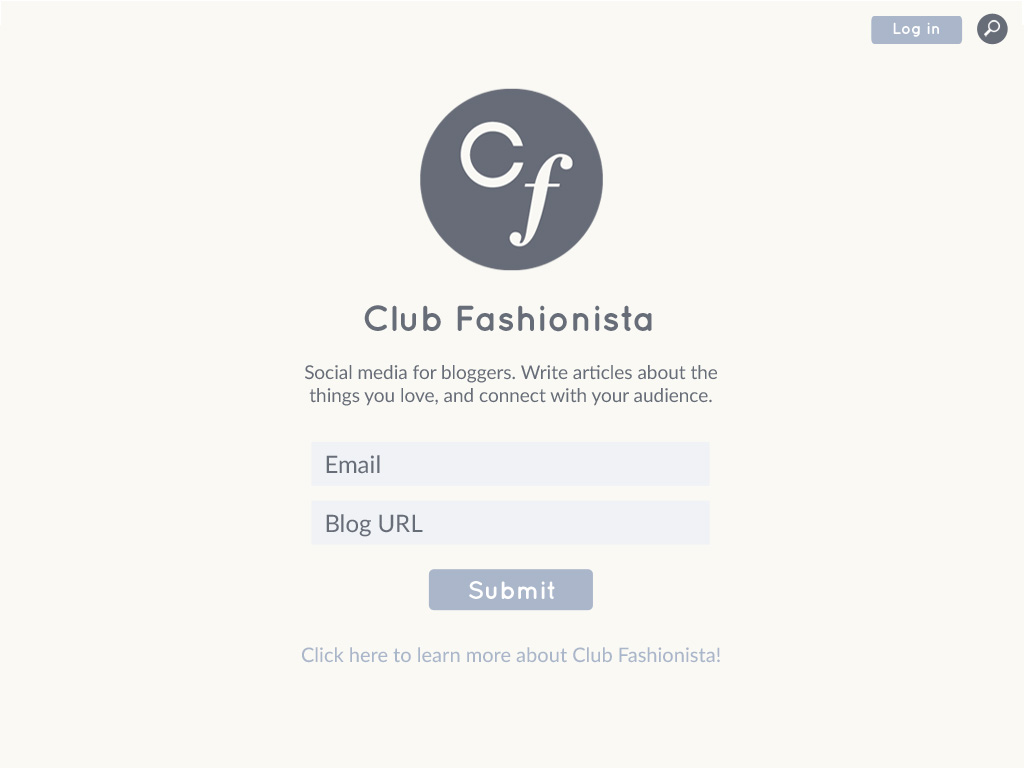 Log in
Cf
Club Fashionista
Social media for bloggers. Write articles about the
things you love, and connect with your audience.
Email
Blog URL
Submit
Click here to learn more about Club Fashionista!